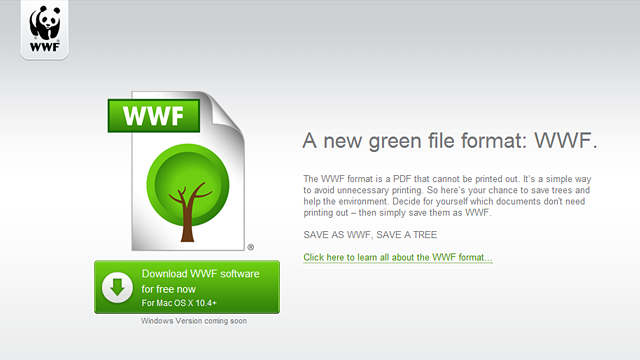 WWF
WWF
A new green file format: WWF.
The WWF format is a PDF that cannot be printed out. It's a simple way
to avoid unnecessary printing. So here's your chance to save trees and
help the environment. Decide for yourself which documents don't need
printing out – then simply save them as WWF.
SAVE AS WWF, SAVE A TREE
Click here to learn all about the WWF format...
®
Download WWF software
for free now
For Mac OS X 10.4+
Windows Version coming soon